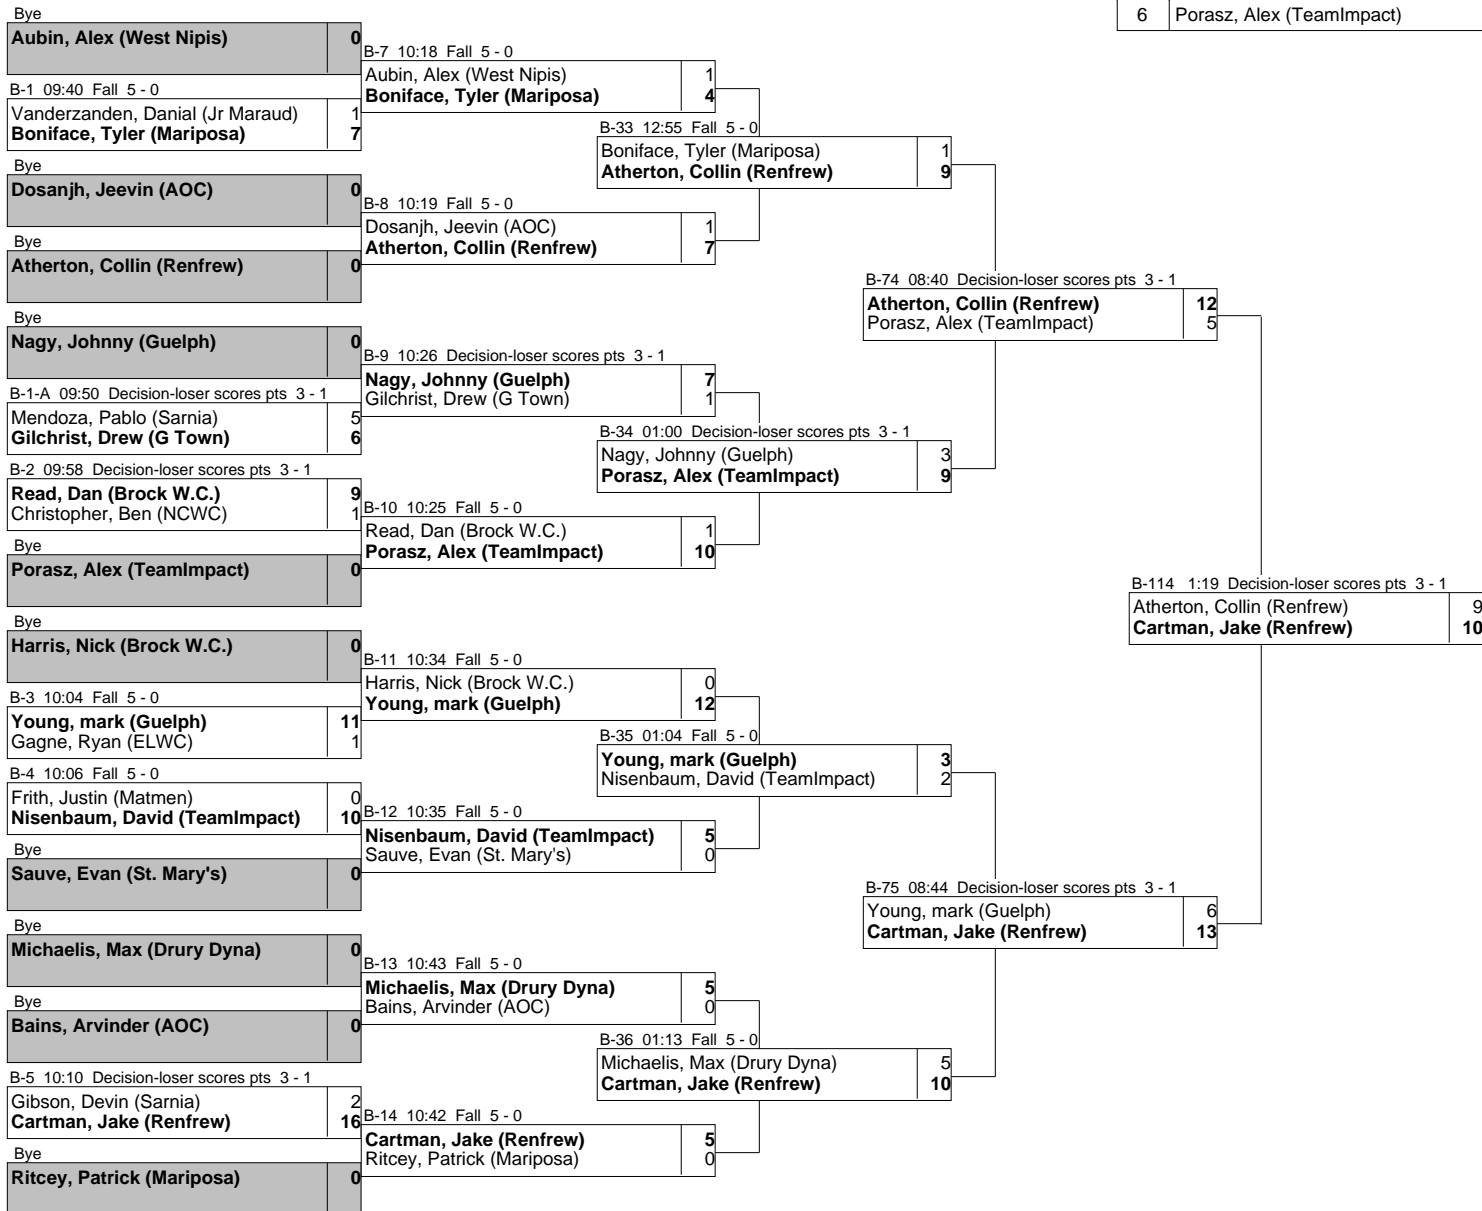 6 Porasz, Alex (TeamImpact)
Bye
Aubin, Alex (West Nipis) 0
B-1 09:40 Fall 5 - 0
Vanderzanden, Danial (Jr Maraud) 1
Boniface, Tyler (Mariposa) 7
Bye
Dosanjh, Jeevin (AOC) 0
Bye
Atherton, Collin (Renfrew) 0
Bye
Nagy, Johnny (Guelph) 0
B-1-A 09:50 Decision-loser scores pts 3 - 1
Mendoza, Pablo (Sarnia) 5
Gilchrist, Drew (G Town) 6
B-2 09:58 Decision-loser scores pts 3 - 1
Read, Dan (Brock W.C.) 9
Christopher, Ben (NCWC) 1
Bye
Porasz, Alex (TeamImpact) 0
Bye
Harris, Nick (Brock W.C.) 0
B-3 10:04 Fall 5 - 0
Young, mark (Guelph) 11
Gagne, Ryan (ELWC) 1
B-4 10:06 Fall 5 - 0
Frith, Justin (Matmen) 0
Nisenbaum, David (TeamImpact) 10
Bye
Sauve, Evan (St. Mary's) 0
Bye
Michaelis, Max (Drury Dyna) 0
Bye
Bains, Arvinder (AOC) 0
B-5 10:10 Decision-loser scores pts 3 - 1
Gibson, Devin (Sarnia) 2
Cartman, Jake (Renfrew) 16
Bye
Ritcey, Patrick (Mariposa) 0
B-7 10:18 Fall 5 - 0
Aubin, Alex (West Nipis) 1
Boniface, Tyler (Mariposa) 4
B-8 10:19 Fall 5 - 0
Dosanjh, Jeevin (AOC) 1
Atherton, Collin (Renfrew) 7
B-9 10:26 Decision-loser scores pts 3 - 1
Nagy, Johnny (Guelph) 7
Gilchrist, Drew (G Town) 1
B-10 10:25 Fall 5 - 0
Read, Dan (Brock W.C.) 1
Porasz, Alex (TeamImpact) 10
B-11 10:34 Fall 5 - 0
Harris, Nick (Brock W.C.) 0
Young, mark (Guelph) 12
B-12 10:35 Fall 5 - 0
Nisenbaum, David (TeamImpact) 5
Sauve, Evan (St. Mary's) 0
B-13 10:43 Fall 5 - 0
Michaelis, Max (Drury Dyna) 5
Bains, Arvinder (AOC) 0
B-14 10:42 Fall 5 - 0
Cartman, Jake (Renfrew) 5
Ritcey, Patrick (Mariposa) 0
B-33 12:55 Fall 5 - 0
Boniface, Tyler (Mariposa) 1
Atherton, Collin (Renfrew) 9
B-34 01:00 Decision-loser scores pts 3 - 1
Nagy, Johnny (Guelph) 3
Porasz, Alex (TeamImpact) 9
B-35 01:04 Fall 5 - 0
Young, mark (Guelph) 3
Nisenbaum, David (TeamImpact) 2
B-36 01:13 Fall 5 - 0
Michaelis, Max (Drury Dyna) 5
Cartman, Jake (Renfrew) 10
B-74 08:40 Decision-loser scores pts 3 - 1
Atherton, Collin (Renfrew) 12
Porasz, Alex (TeamImpact) 5
B-75 08:44 Decision-loser scores pts 3 - 1
Young, mark (Guelph) 6
Cartman, Jake (Renfrew) 13
B-114 1:19 Decision-loser scores pts 3 - 1
Atherton, Collin (Renfrew) 9
Cartman, Jake (Renfrew) 10